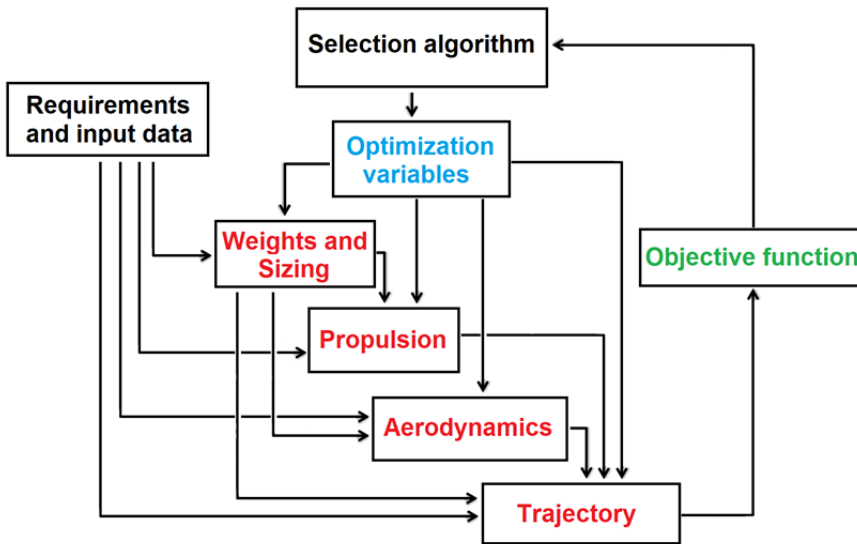 Selection algorithm
Requirements
and input data
Optimization
variables
Weights and
Sizing
Objective function
Propulsion
Aerodynamics
Trajectory